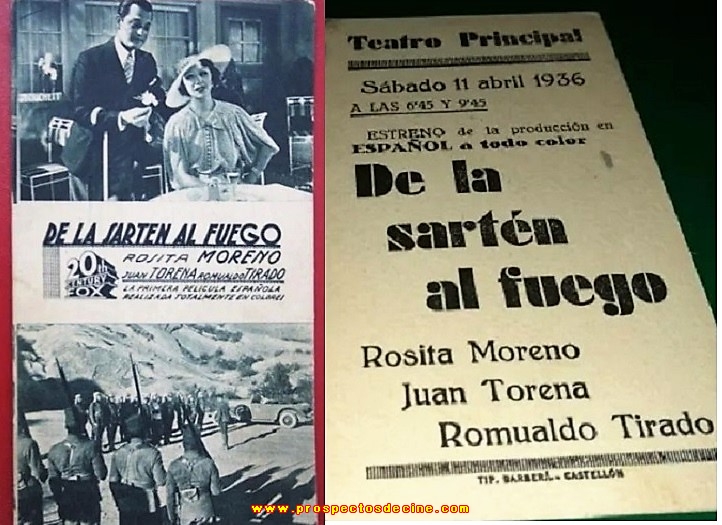 DE LA SARTEN AL FUEGO
ROSITA MORENO
JUAN TORENA ROMUALDO TIRADO
20th
CENTURY
FOX
LA PRIMERA PELICULA ESPAÑOLA
REALIZADA TOTALMENTE EN COLORES
Teatro Principal
Sábado 11 abril 1936
A LAS 6'45 Y 9'45
ESTRENO de la producción en
ESPAÑOL a todo color
De la
sartén
al fuego
Rosita Moreno
Juan Torena
Romualdo Tirado
TIP. BARBERÁ. - CASTELLÓN
www.prospectosdecine.com